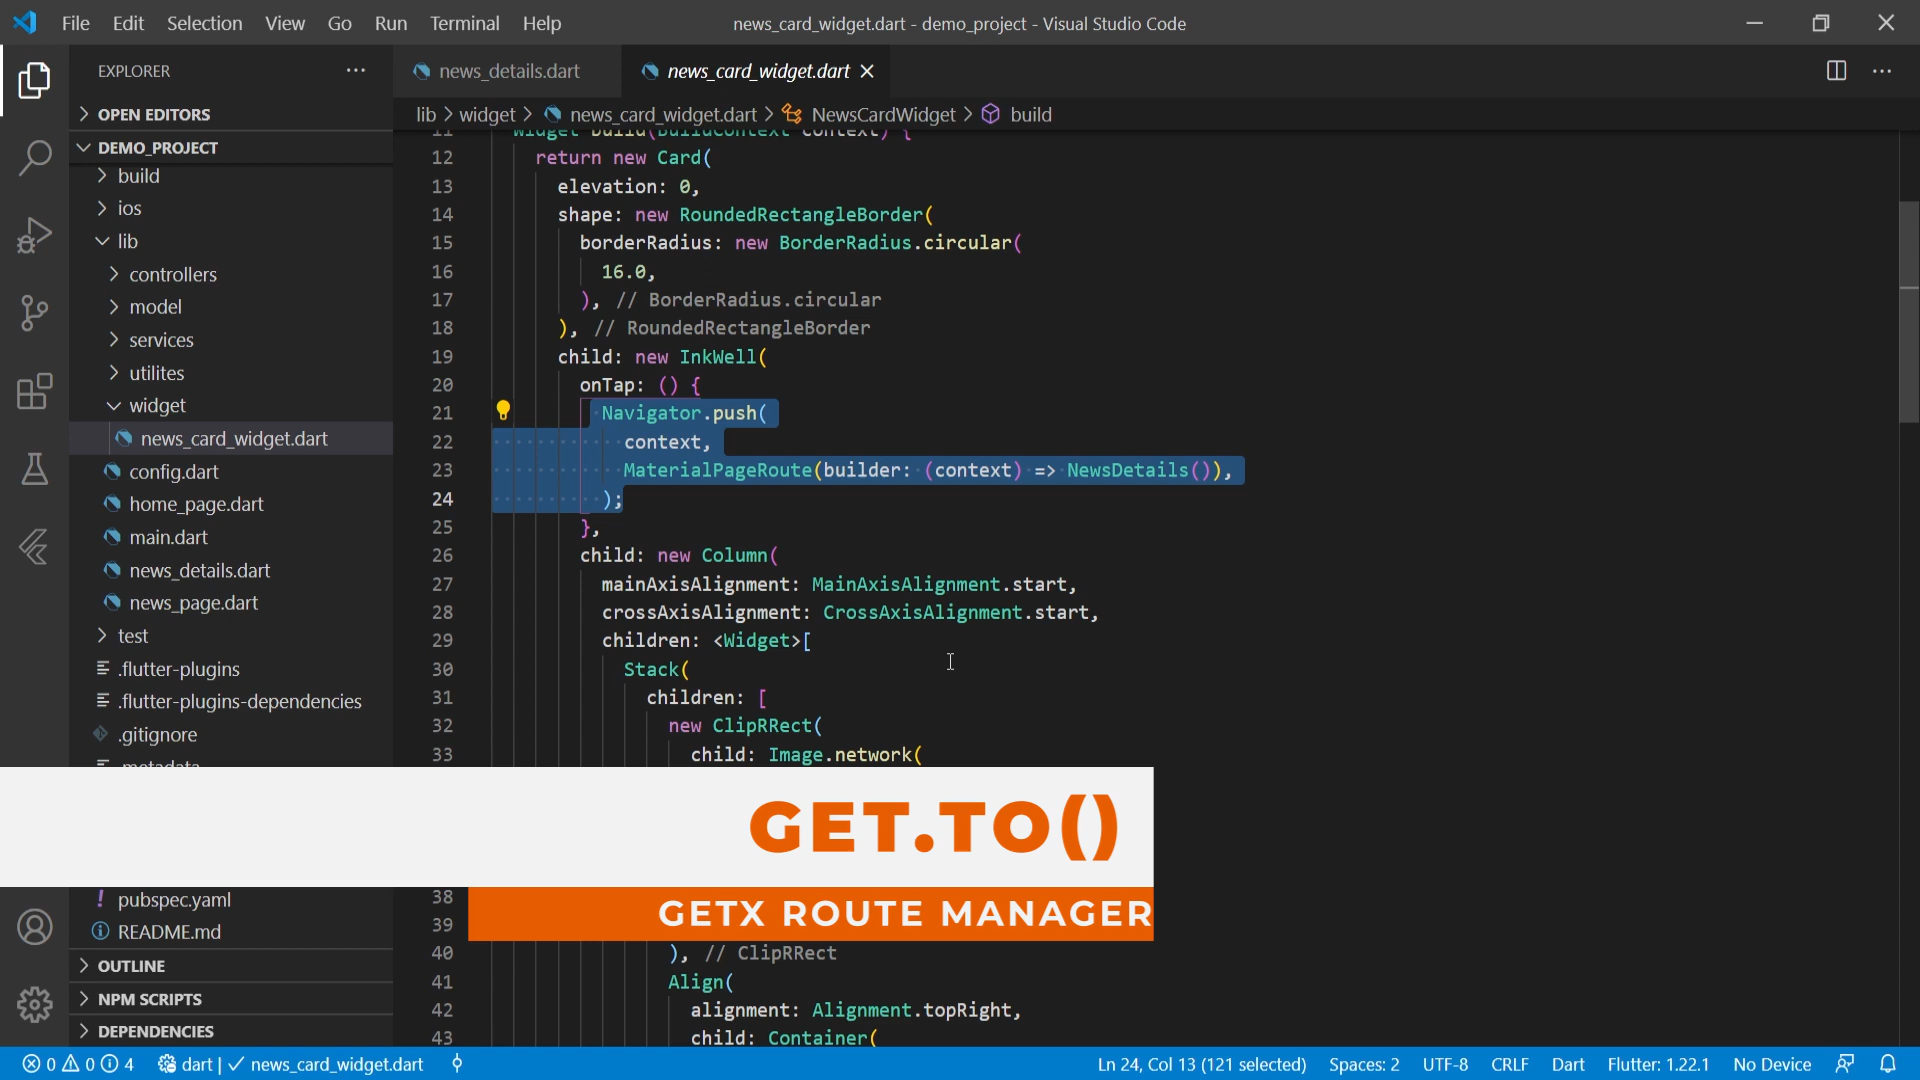 File Edit Selection View Go Run Terminal Help
news_card_widget.dart - demo_project - Visual Studio Code
EXPLORER
news_details.dart
news_card_widget.dart
OPEN EDITORS
lib > widget > news_card_widget.dart > NewsCardWidget > build
DEMO_PROJECT
build
ios
lib
controllers
model
services
utilites
widget
news_card_widget.dart
config.dart
home_page.dart
main.dart
news_details.dart
news_page.dart
test
.flutter-plugins
.flutter-plugins-dependencies
.gitignore
.metadata
pubspec.yaml
README.md
OUTLINE
NPM SCRIPTS
DEPENDENCIES
11 Widget build(BuildContext context) {
12 return new Card(
13 elevation: 0,
14 shape: new RoundedRectangleBorder(
15 borderRadius: new BorderRadius.circular(
16 16.0,
17 ), // BorderRadius.circular
18 ), // RoundedRectangleBorder
19 child: new InkWell(
20 onTap: () {
21 Navigator.push(
22 context,
23 MaterialPageRoute(builder: (context) => NewsDetails()),
24 );
25 },
26 child: new Column(
27 mainAxisAlignment: MainAxisAlignment.start,
28 crossAxisAlignment: CrossAxisAlignment.start,
29 children: <Widget>[
30 Stack(
31 children: [
32 new ClipRRect(
33 child: Image.network(
GET.TO()
38
GETX ROUTE MANAGER
39
40 ), // ClipRRect
41 Align(
42 alignment: Alignment.topRight,
43 child: Container(
0 0 4 dart | ✓ news_card_widget.dart
Ln 24, Col 13 (121 selected) Spaces: 2 UTF-8 CRLF Dart Flutter: 1.22.1 No Device